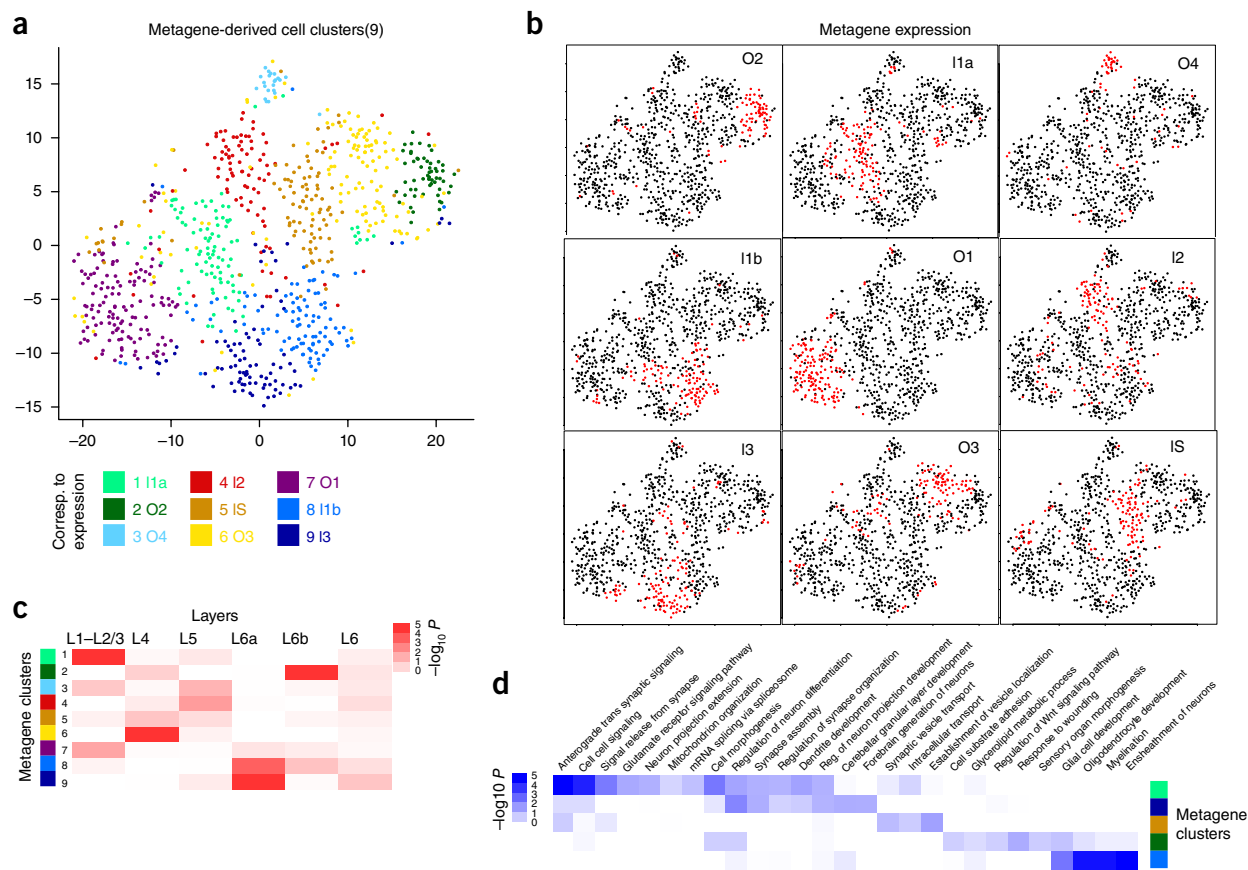 a
Metagene-derived cell clusters(9)
15
10
5
0
−5
−10
−15
−20
−10
0
10
20
Corresp. to
expression
1 I1a
4 I2
7 O1
2 O2
5 IS
8 I1b
3 O4
6 O3
9 I3
b
Metagene expression
O2
I1a
O4
I1b
O1
I2
I3
O3
IS
c
Layers
L1–L2/3
L4
L5
L6a
L6b
L6
5
4
3
2
1
0
−log10 P
Metagene clusters
1
2
3
4
5
6
7
8
9
d
Anterograde trans synaptic signaling
Cell cell signaling
Signal release from synapse
Glutamate receptor signaling pathway
Neuron projection extension
Mitochondrion organization
mRNA splicing via spliceosome
Cell morphogenesis
Regulation of neuron differentiation
Synapse assembly
Regulation of synapse organization
Dendrite development
Reg. of neuron projection development
Cerebellar granular layer development
Forebrain generation of neurons
Synaptic vesicle transport
Intracellular transport
Establishment of vesicle localization
Cell substrate adhesion
Glycerolipid metabolic process
Regulation of Wnt signaling pathway
Response to wounding
Sensory organ morphogenesis
Glial cell development
Oligodendrocyte development
Myelination
Ensheatment of neurons
−log10 P
5
4
3
2
1
0
Metagene
clusters